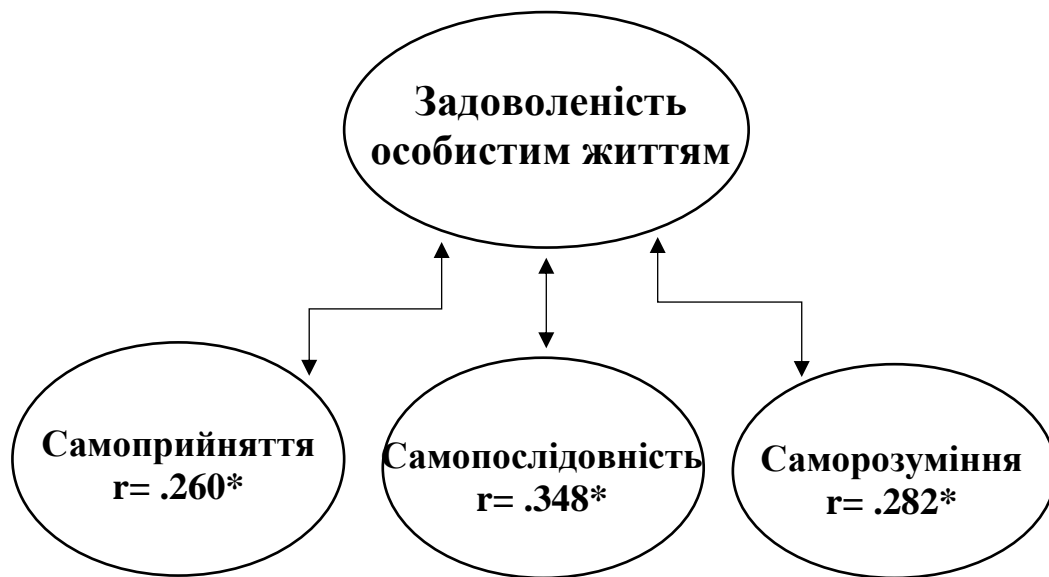 Задоволеність
особистим життям
Самоприйняття
r= .260*
Самопослідовність
r= .348*
Саморозуміння
r= .282*